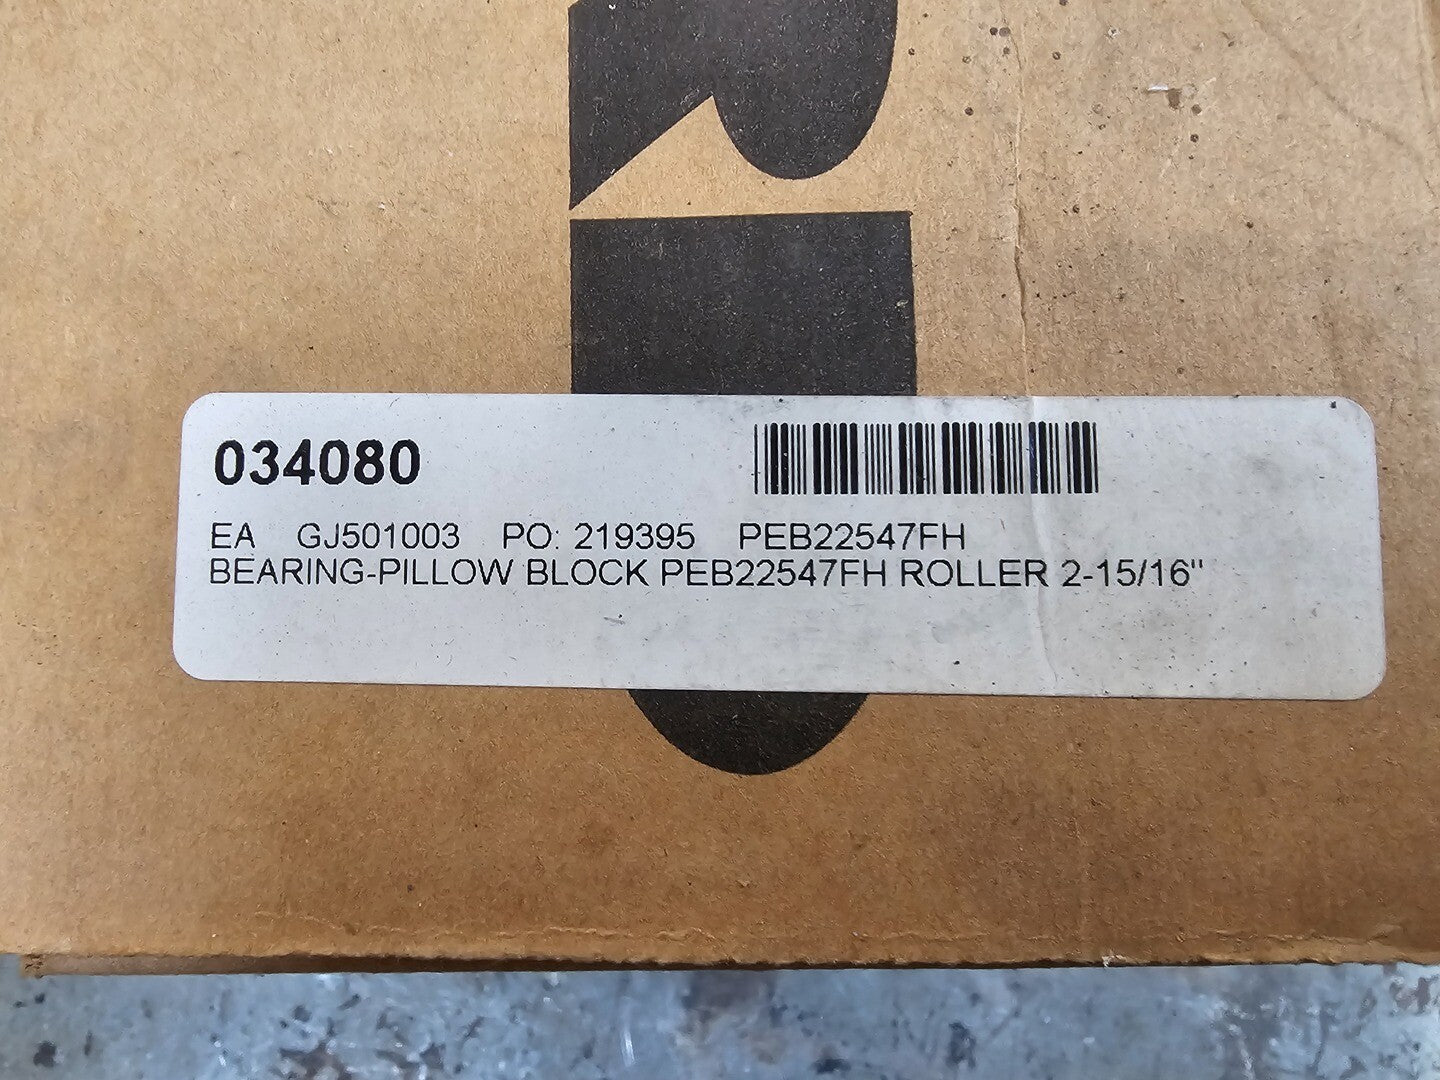 034080
EA GJ501003 PO: 219395 PEB22547FH
BEARING-PILLOW BLOCK PEB22547FH ROLLER 2-15/16"